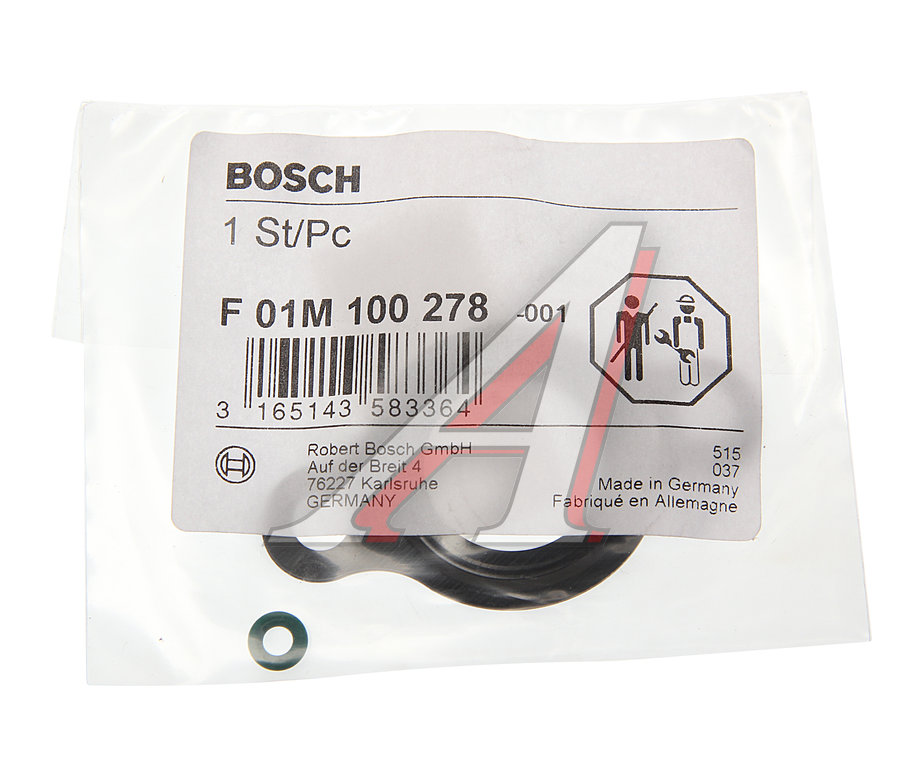 BOSCH
1 St/Pc
F 01M 100 278 -001
3 165143 583364
Robert Bosch GmbH
Auf der Breit 4
76227 Karlsruhe
GERMANY
515
037
Made in Germany
Fabriqué en Allemagne